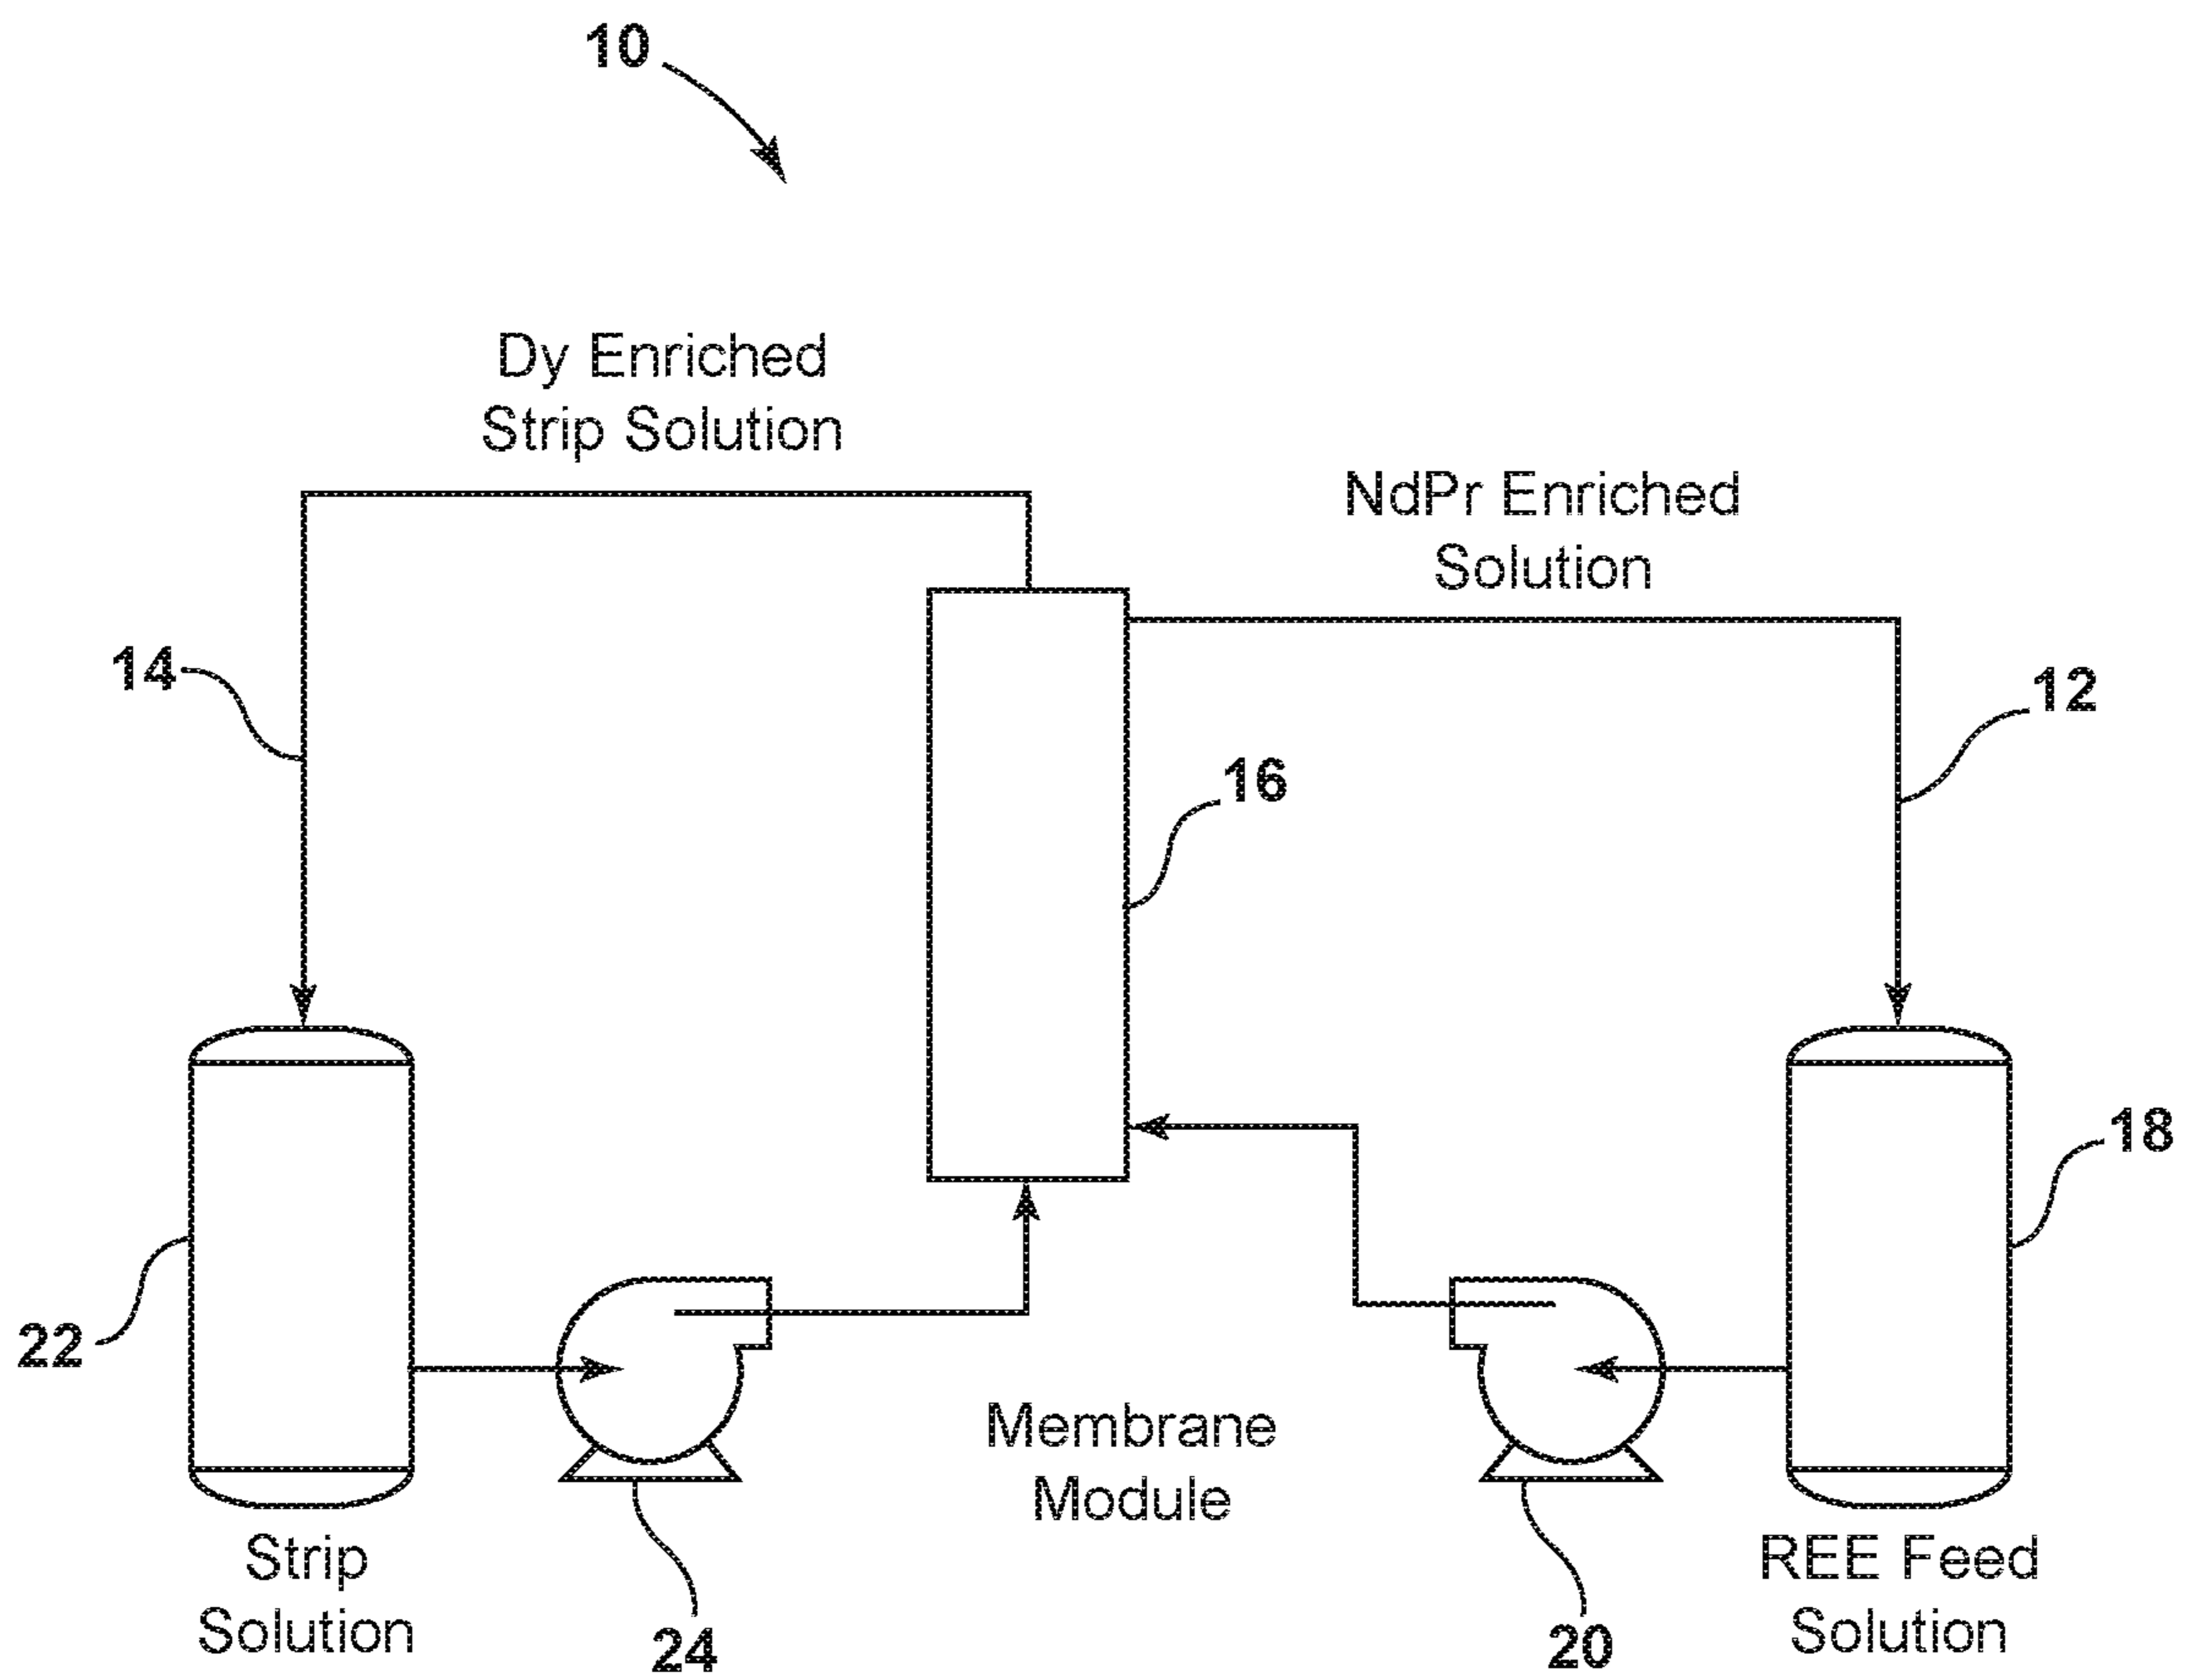 10
Dy Enriched
Strip Solution
NdPr Enriched
Solution
14
12
16
18
22
Membrane
Module
Strip
Solution
24
20
REE Feed
Solution